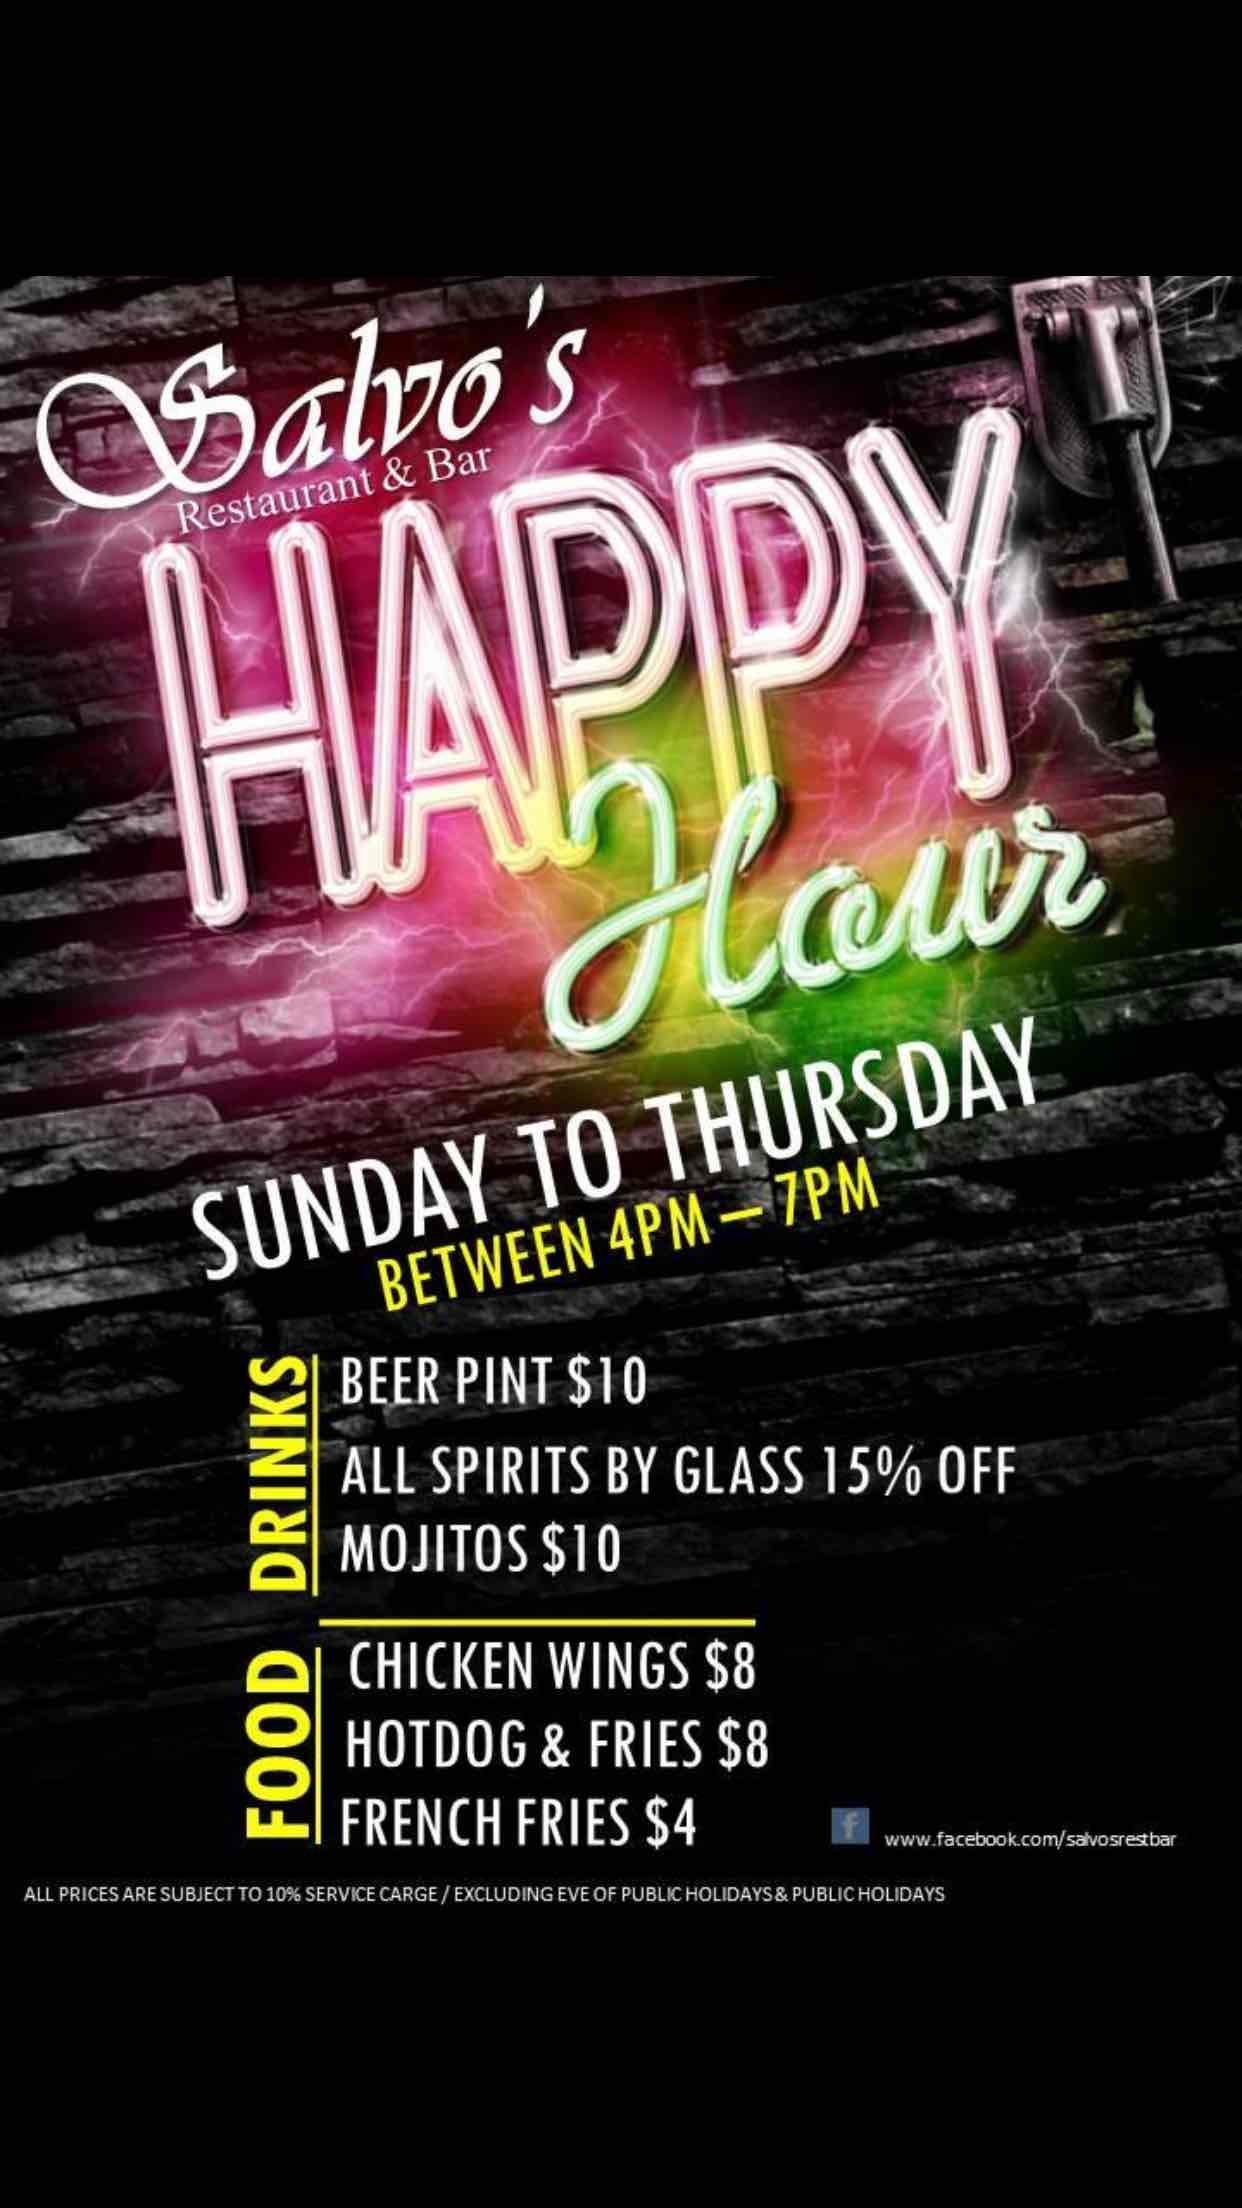 Salvo's
Restaurant & Bar
HAPPY
Hour
SUNDAY TO THURSDAY
BETWEEN 4PM – 7PM
DRINKS
BEER PINT $10
ALL SPIRITS BY GLASS 15% OFF
MOJITOS $10
FOOD
CHICKEN WINGS $8
HOTDOG & FRIES $8
FRENCH FRIES $4
f www.facebook.com/salvosrestbar
ALL PRICES ARE SUBJECT TO 10% SERVICE CARGE / EXCLUDING EVE OF PUBLIC HOLIDAYS & PUBLIC HOLIDAYS